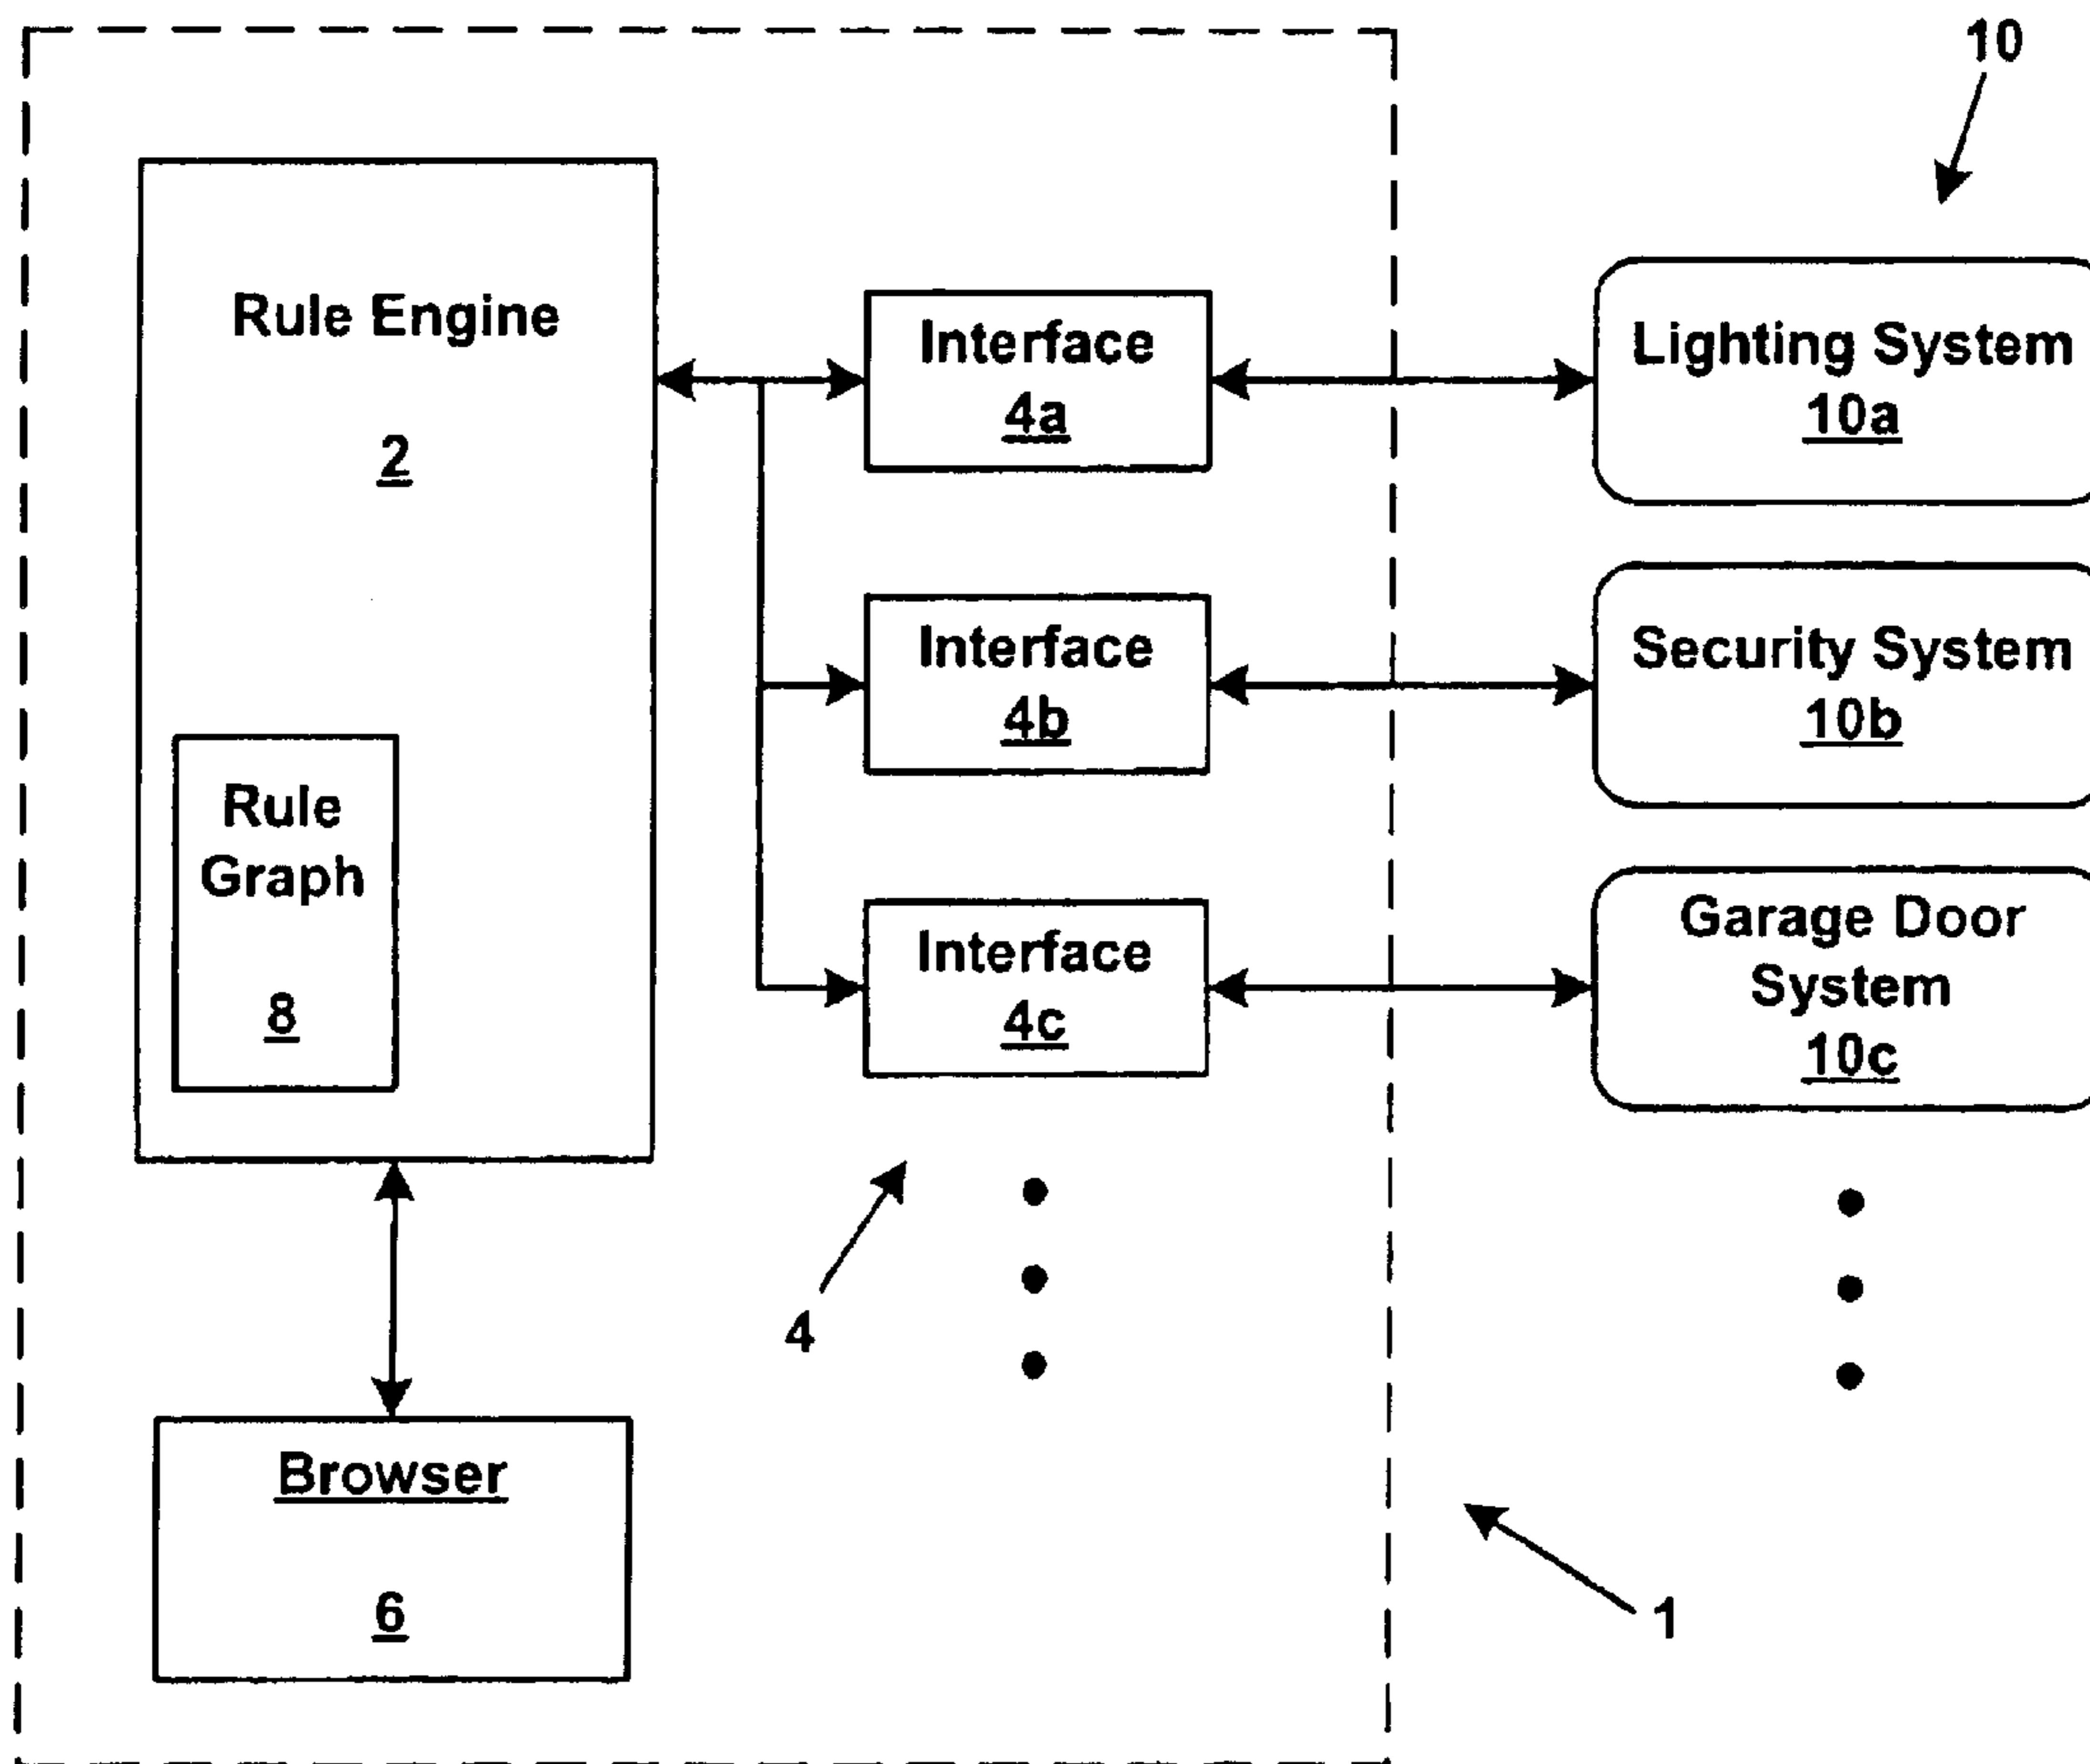 10
Rule Engine
2
Rule
Graph
8
Interface
4a
Interface
4b
Interface
4c
4
Lighting System
10a
Security System
10b
Garage Door
System
10c
Browser
6
1